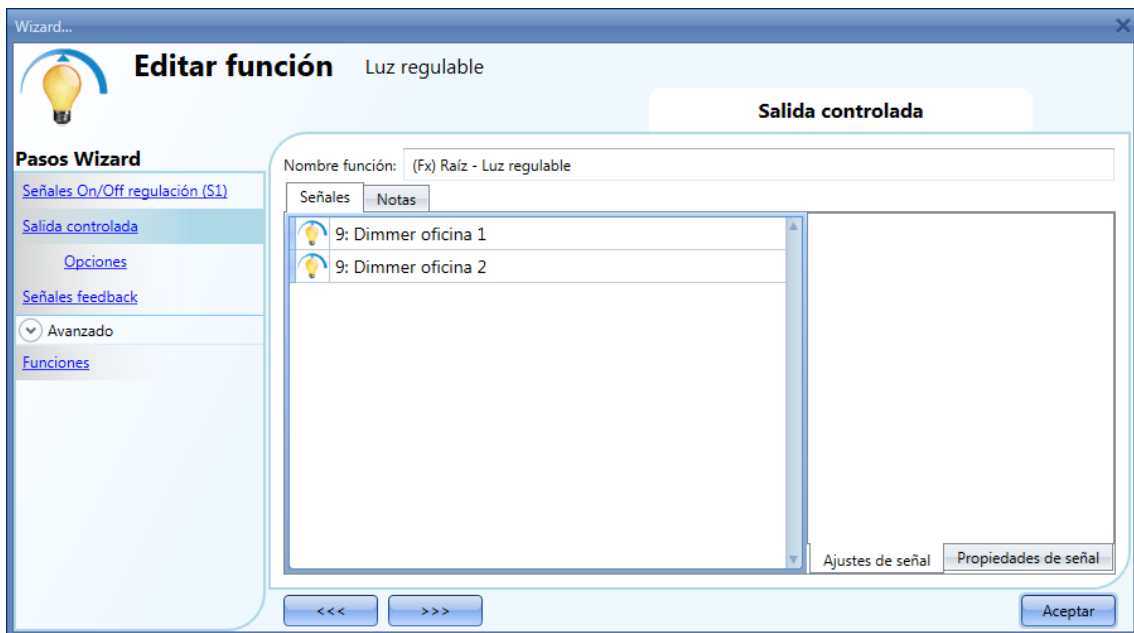 Wizard...
Editar función Luz regulable
Salida controlada
Pasos Wizard
Señales On/Off regulación (S1)
Salida controlada
Opciones
Señales feedback
Avanzado
Funciones
Nombre función: (Fx) Raíz - Luz regulable
Señales Notas
9: Dimmer oficina 1
9: Dimmer oficina 2
Ajustes de señal Propiedades de señal
<<< >>> Aceptar